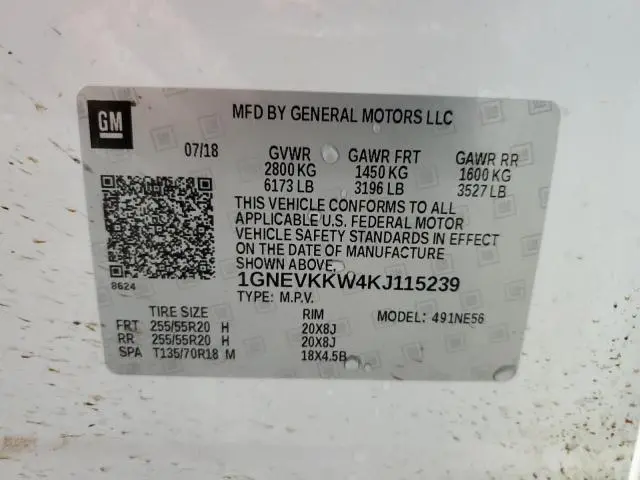 GM
MFD BY GENERAL MOTORS LLC
07/18 GVWR GAWR FRT GAWR RR
2800 KG 1450 KG 1600 KG
6173 LB 3196 LB 3527 LB
THIS VEHICLE CONFORMS TO ALL
APPLICABLE U.S. FEDERAL MOTOR
VEHICLE SAFETY STANDARDS IN EFFECT
ON THE DATE OF MANUFACTURE
SHOWN ABOVE.
8624 1GNEVKKW4KJ115239
TYPE: M.P.V.
TIRE SIZE RIM MODEL: 491NE56
FRT 255/55R20 H 20X8J
RR 255/55R20 H 20X8J
SPA T135/70R18 M 18X4.5B